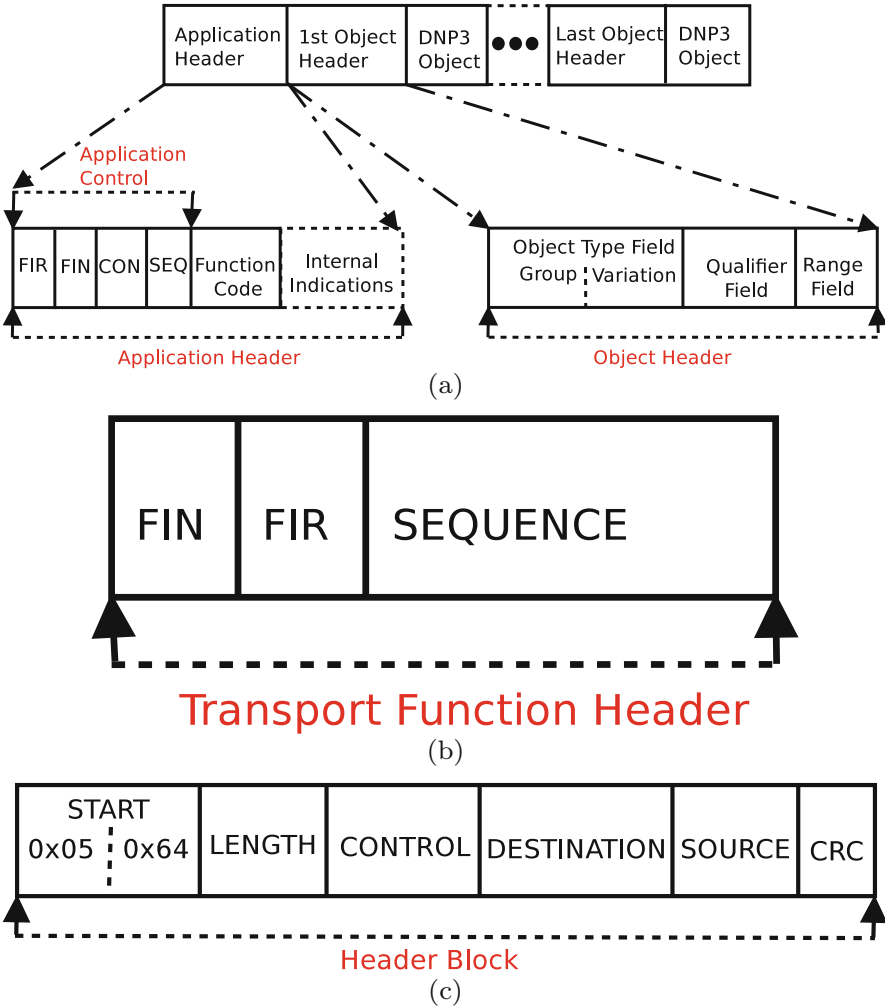 Application Header
1st Object Header
DNP3 Object
Last Object Header
DNP3 Object
Application Control
FIR
FIN
CON
SEQ
Function Code
Internal Indications
Object Type Field
Group
Variation
Qualifier Field
Range Field
Application Header
Object Header
(a)
FIN
FIR
SEQUENCE
Transport Function Header
(b)
START
0x05
0x64
LENGTH
CONTROL
DESTINATION
SOURCE
CRC
Header Block
(c)